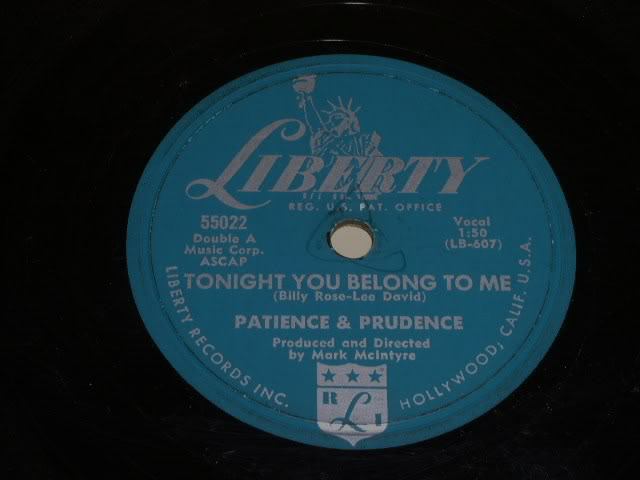 LIBERTY
REG. U.S. PAT. OFFICE
55022
Double A
Music Corp.
ASCAP
Vocal
1:50
(LB-607)
TONIGHT YOU BELONG TO ME
(Billy Rose-Lee David)
PATIENCE & PRUDENCE
Produced and Directed
by Mark McIntyre
LIBERTY RECORDS INC.
HOLLYWOOD, CALIF. U.S.A.
R L I